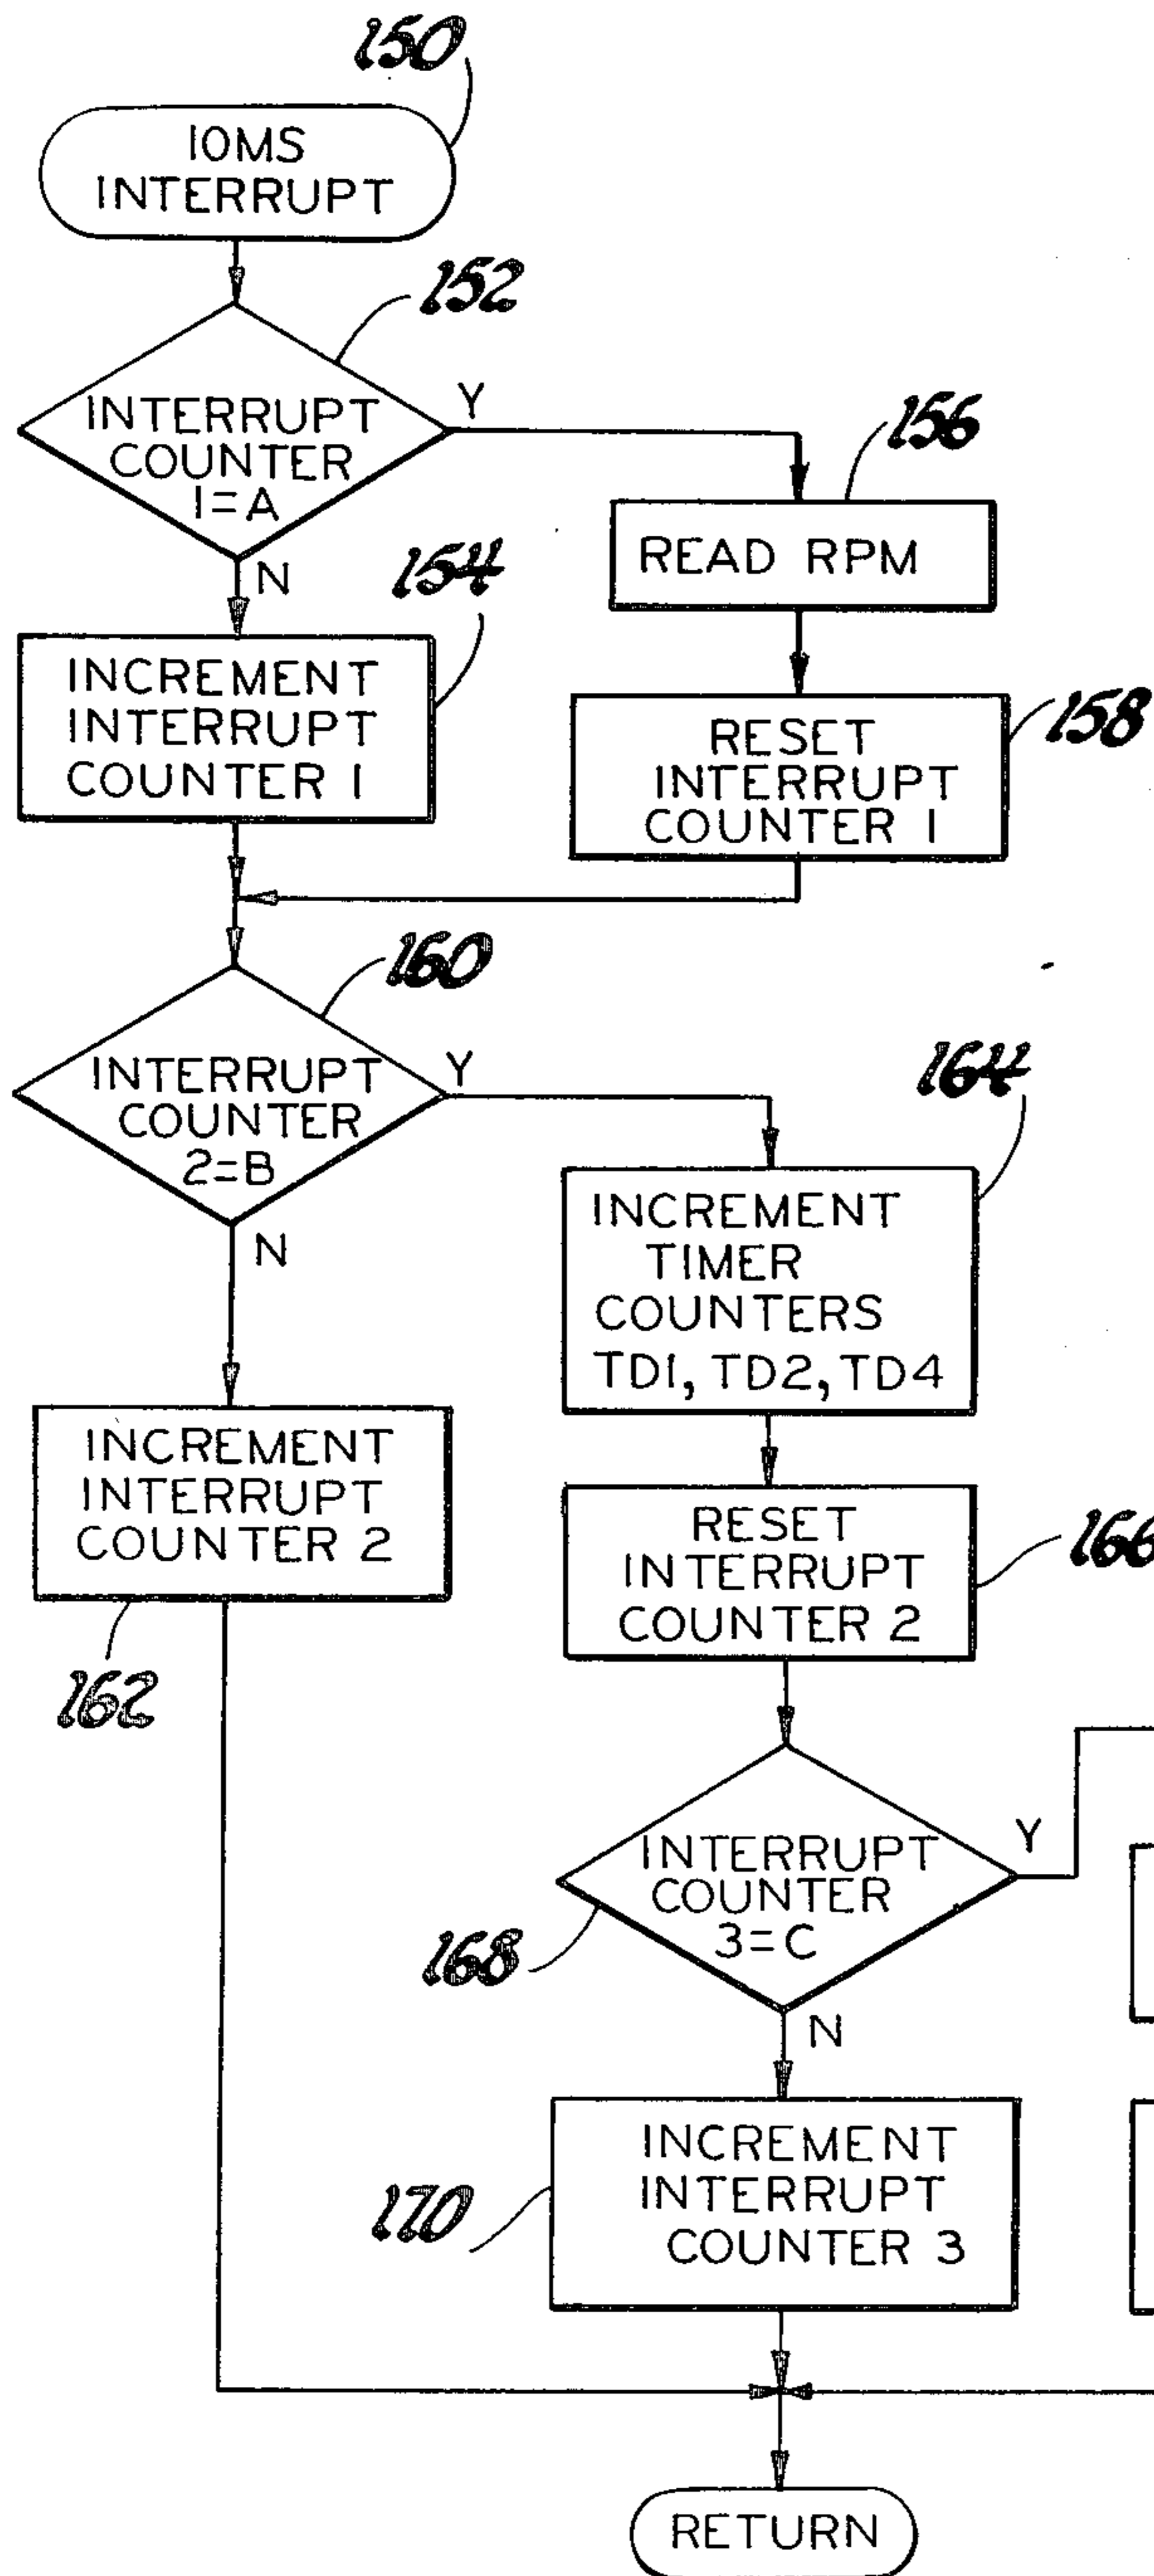 150
10MS
INTERRUPT
152
INTERRUPT
COUNTER
1=A
Y
N
156
READ RPM
154
INCREMENT
INTERRUPT
COUNTER 1
158
RESET
INTERRUPT
COUNTER 1
160
INTERRUPT
COUNTER
2=B
Y
N
164
INCREMENT
TIMER
COUNTERS
TD1, TD2, TD4
INCREMENT
INTERRUPT
COUNTER 2
162
RESET
INTERRUPT
COUNTER 2
166
INTERRUPT
COUNTER
3=C
Y
168
N
INCREMENT
INTERRUPT
COUNTER 3
170
RETURN